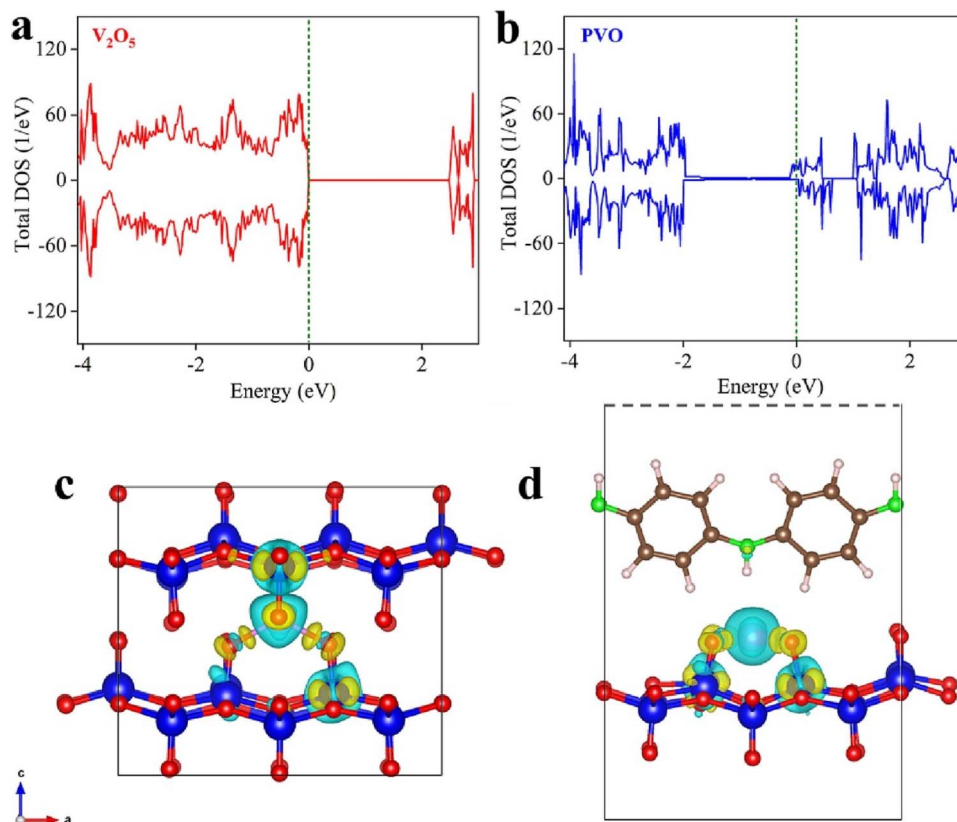 a
V₂O₅
120
60
0
-60
-120
Total DOS (1/eV)
-4
-2
0
2
Energy (eV)
b
PVO
120
60
0
-60
-120
Total DOS (1/eV)
-4
-2
0
2
Energy (eV)
c
d
c
a